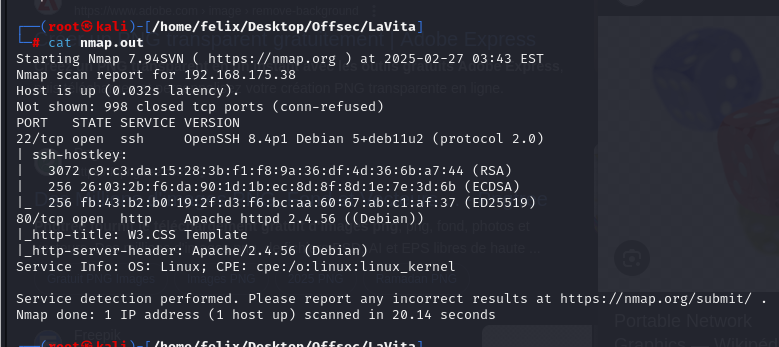 (root㉿kali)-[/home/felix/Desktop/Offsec/LaVita]
# cat nmap.out
Starting Nmap 7.94SVN ( https://nmap.org ) at 2025-02-27 03:43 EST
Nmap scan report for 192.168.175.38
Host is up (0.032s latency).
Not shown: 998 closed tcp ports (conn-refused)
PORT   STATE SERVICE VERSION
22/tcp open  ssh     OpenSSH 8.4p1 Debian 5+deb11u2 (protocol 2.0)
| ssh-hostkey:
|   3072 c9:c3:da:15:28:3b:f1:f8:9a:36:df:4d:36:6b:a7:44 (RSA)
|   256 26:03:2b:f6:da:90:1d:1b:ec:8d:8f:8d:1e:7e:3d:6b (ECDSA)
|_  256 fb:43:b2:b0:19:2f:d3:f6:bc:aa:60:67:ab:c1:af:37 (ED25519)
80/tcp open  http    Apache httpd 2.4.56 ((Debian))
|_http-title: W3.CSS Template
|_http-server-header: Apache/2.4.56 (Debian)
Service Info: OS: Linux; CPE: cpe:/o:linux:linux_kernel
Service detection performed. Please report any incorrect results at https://nmap.org/submit/ .
Nmap done: 1 IP address (1 host up) scanned in 20.14 seconds
Portable Network
(root㉿kali)-[/home/felix/Desktop/Offsec/LaVita]